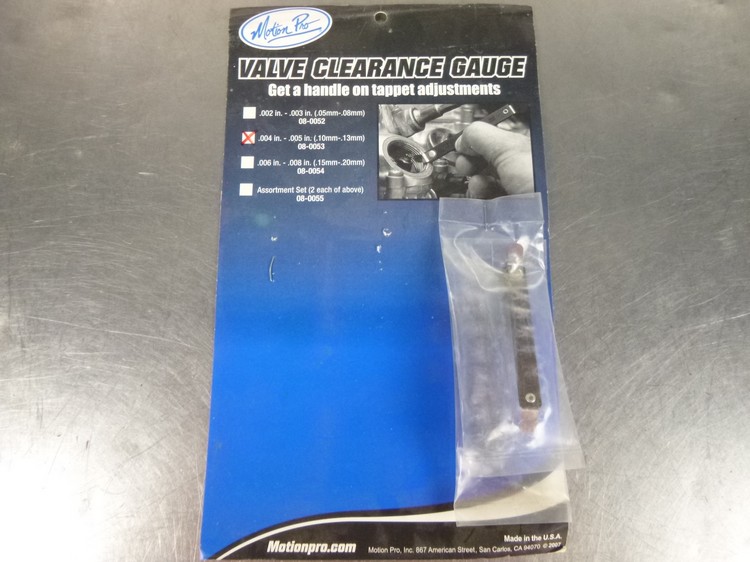 Motion Pro
VALVE CLEARANCE GAUGE
Get a handle on tappet adjustments
.002 in. - .003 in. (.05mm-.08mm)
08-0052
.004 in. - .005 in. (.10mm-.13mm)
08-0053
.006 in. - .008 in. (.15mm-.20mm)
08-0054
Assortment Set (2 each of above)
08-0055
Made in the U.S.A.
Motionpro.com Motion Pro, Inc. 867 American Street, San Carlos, CA 94070 © 2007